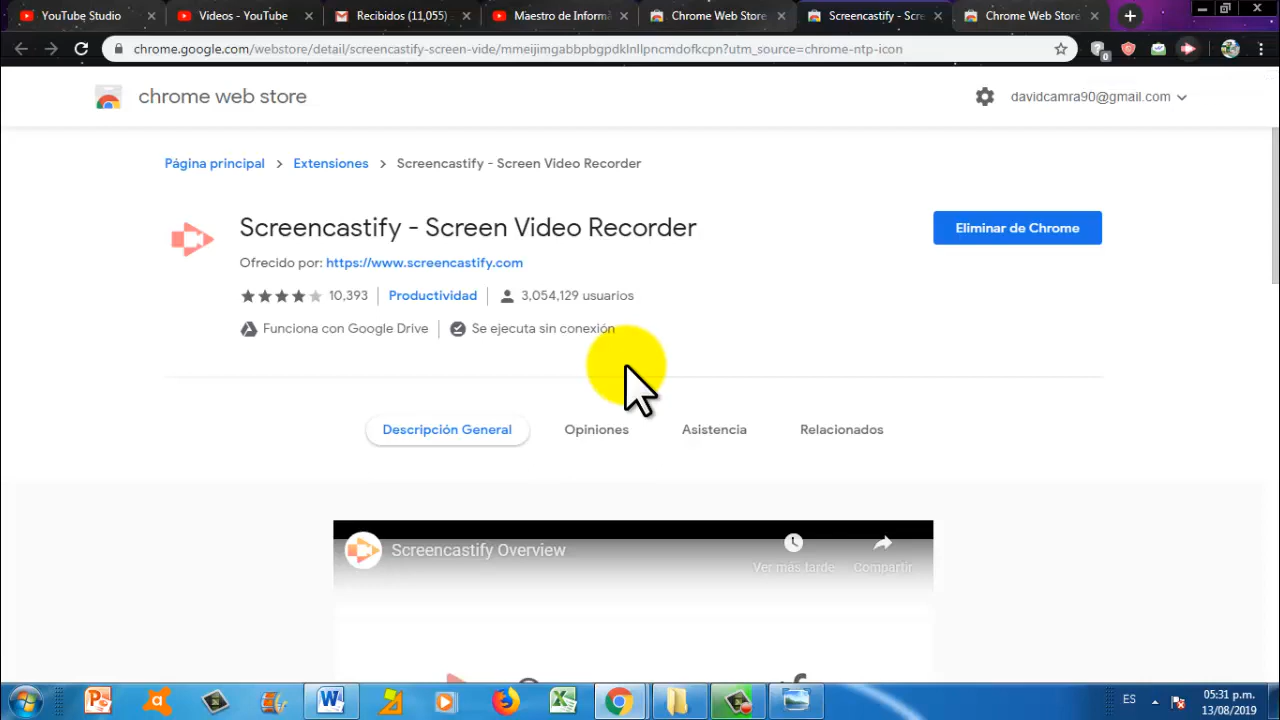 YouTube Studio
Videos - YouTube
Recibidos (11,055)
Maestro de Informá
Chrome Web Store
Screencastify - Scre
Chrome Web Store
chrome.google.com/webstore/detail/screencastify-screen-vide/mmeijimgabbpbgpdklnllpncmdofkcpn?utm_source=chrome-ntp-icon
0
chrome web store
davidcamra90@gmail.com
Página principal > Extensiones > Screencastify - Screen Video Recorder
Screencastify - Screen Video Recorder
Eliminar de Chrome
Ofrecido por: https://www.screencastify.com
10,393
Productividad
3,054,129 usuarios
Funciona con Google Drive
Se ejecuta sin conexión
Descripción General
Opiniones
Asistencia
Relacionados
Screencastify Overview
Ver más tarde
Compartir
ES
05:31 p.m.
13/08/2019